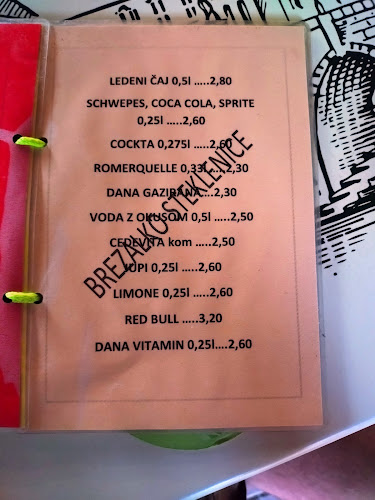 LEDENI ČAJ 0,5l .....2,80
SCHWEPES, COCA COLA, SPRITE
0,25l .....2,60
COCKTA 0,275l .....2,60
ROMERQUELLE 0,33l.....2,30
DANA GAZIRANA...2,30
VODA Z OKUSOM 0,5l .....2,50
CEDEVITA kom .....2,50
JUPI 0,25l .....2,60
LIMONE 0,25l .....2,60
RED BULL .....3,20
DANA VITAMIN 0,25l....2,60
BREZALKO-STEKLENICE